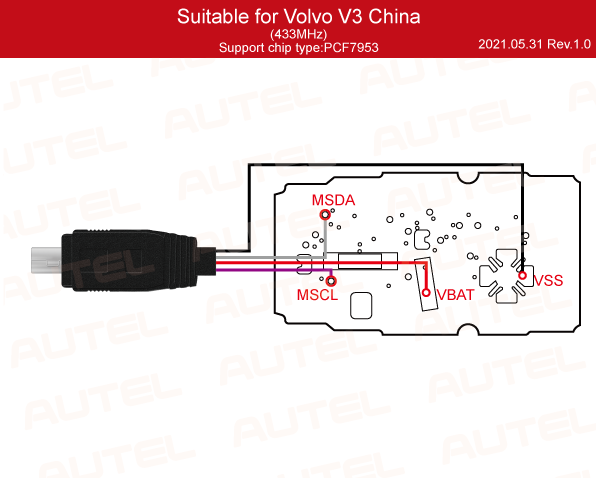 Suitable for Volvo V3 China
(433MHz)
Support chip type:PCF7953
2021.05.31 Rev.1.0
MSDA
MSCL
VBAT
VSS
AUTEL